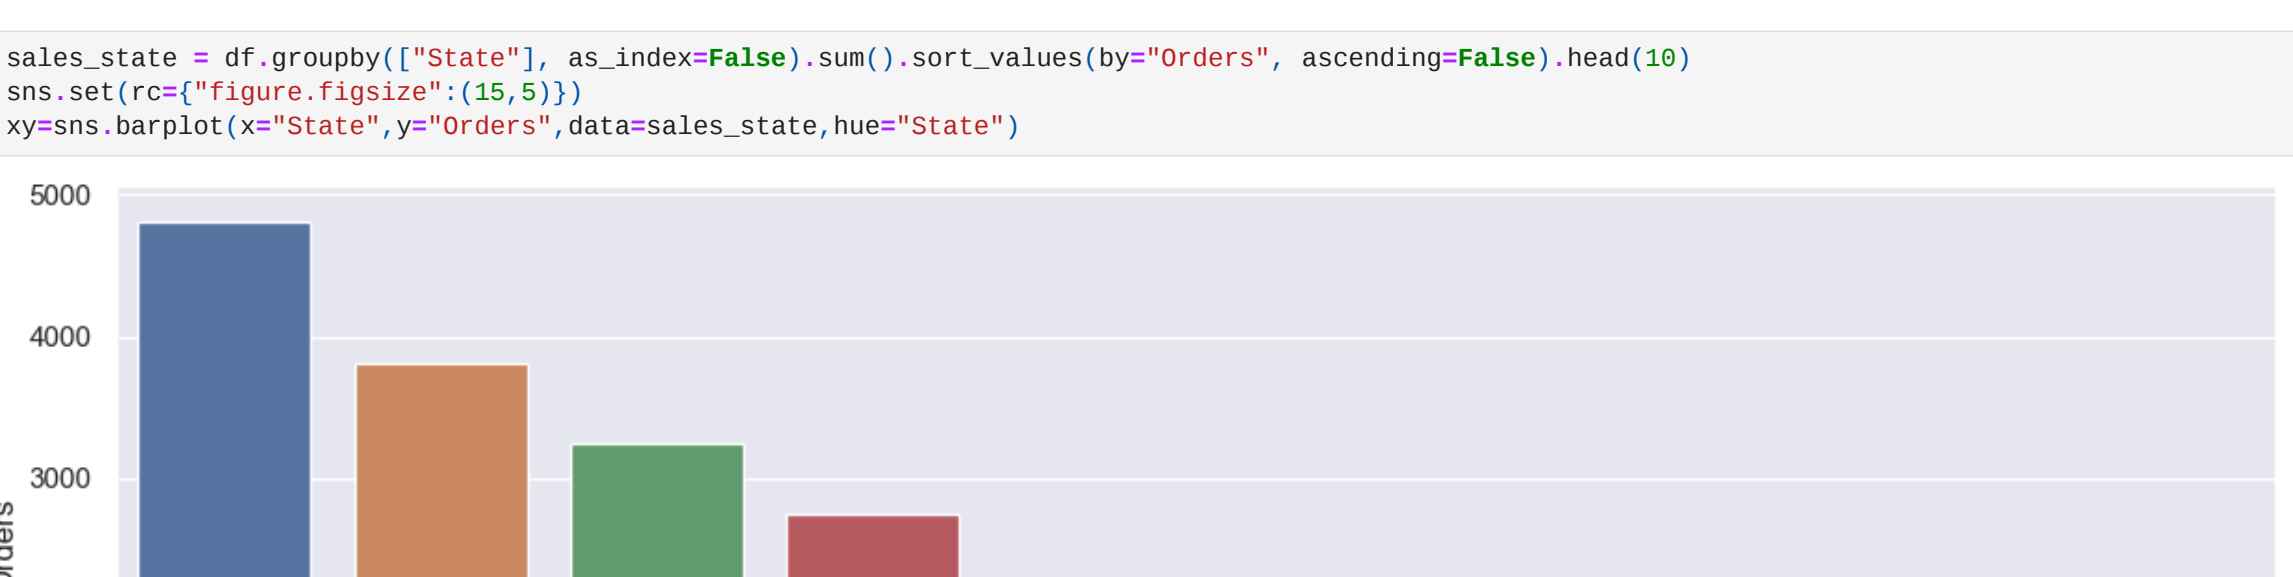 sales_state = df.groupby(["State"], as_index=False).sum().sort_values(by="Orders", ascending=False).head(10)
sns.set(rc={"figure.figsize":(15,5)})
xy=sns.barplot(x="State",y="Orders",data=sales_state,hue="State")
5000
4000
3000